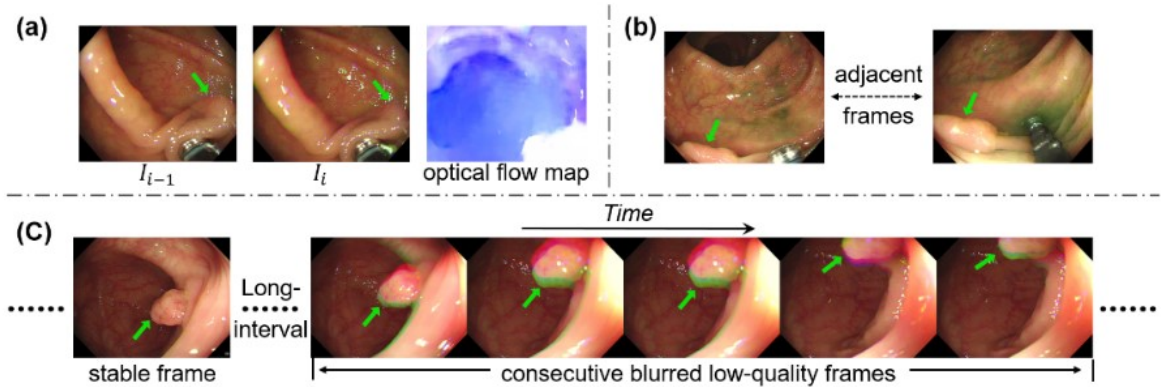 (a)
I_{i-1}
I_i
optical flow map
(b)
adjacent
frames
(C)
Time
stable frame
Long-
interval
consecutive blurred low-quality frames